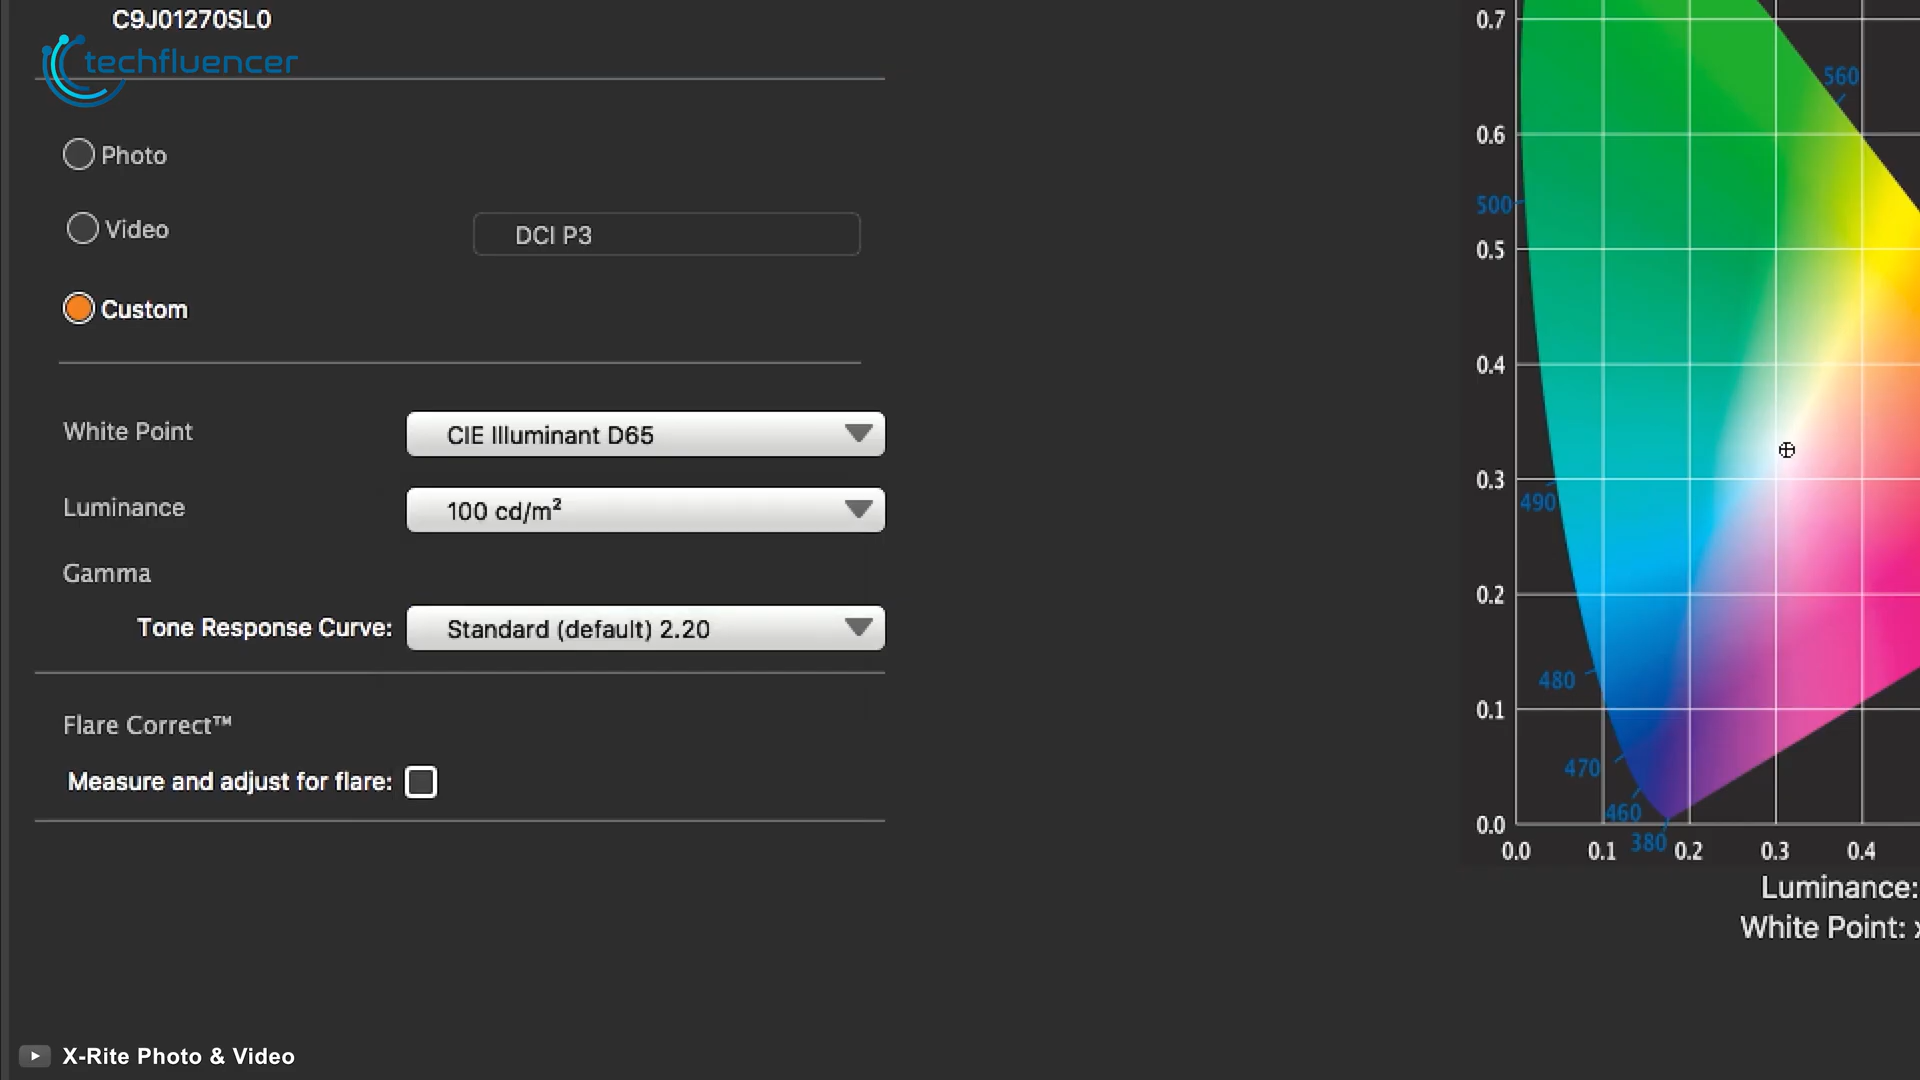 C9J01270SL0
techfluencer
Photo
Video
DCI P3
Custom
White Point
CIE Illuminant D65
Luminance
100 cd/m²
Gamma
Tone Response Curve:
Standard (default) 2.20
Flare Correct™
Measure and adjust for flare:
X-Rite Photo & Video
0.7
560
0.6
500
0.5
0.4
0.3
490
0.2
480
0.1
470
460
0.0
380
0.0 0.1 0.2 0.3 0.4
Luminance:
White Point: x